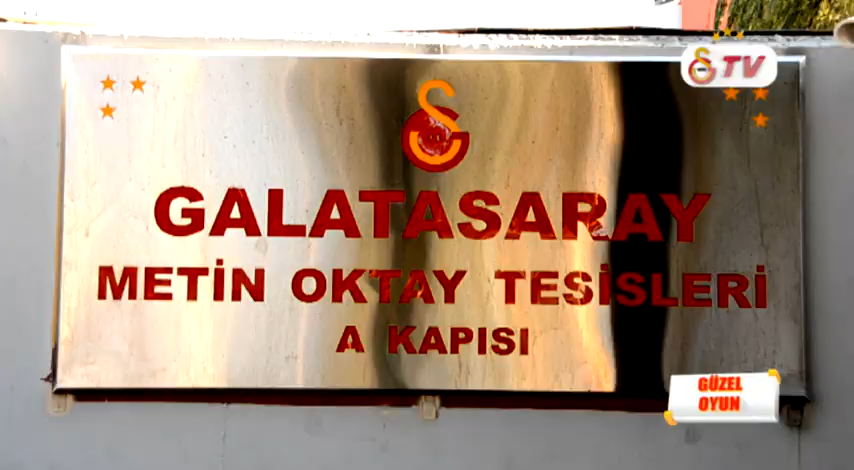 TV
GALATASARAY
METİN OKTAY TESİSLERİ
A KAPISI
GÜZEL
OYUN